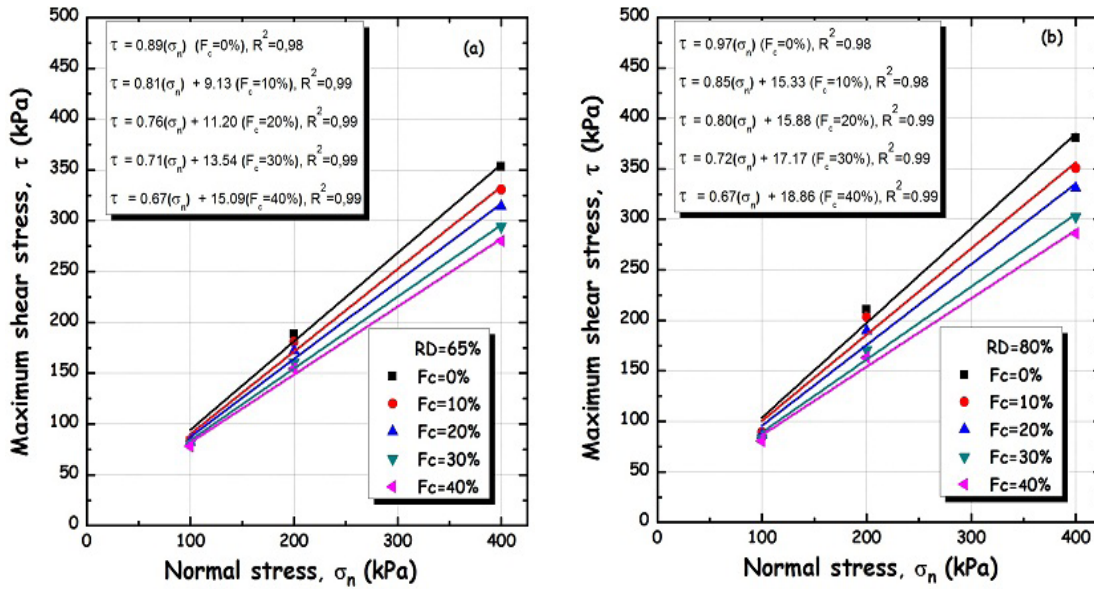 (a)
τ = 0.89(σn) (Fc=0%), R²=0,98
τ = 0.81(σn) + 9.13 (Fc=10%), R²=0,99
τ = 0.76(σn) + 11.20 (Fc=20%), R²=0,99
τ = 0.71(σn) + 13.54 (Fc=30%), R²=0,99
τ = 0.67(σn) + 15.09(Fc=40%), R²=0,99
Maximum shear stress, τ (kPa)
500
450
400
350
300
250
200
150
100
50
0
RD=65%
Fc=0%
Fc=10%
Fc=20%
Fc=30%
Fc=40%
0 100 200 300 400
Normal stress, σn (kPa)
(b)
τ = 0.97(σn) (Fc=0%), R²=0.98
τ = 0.85(σn) + 15.33 (Fc=10%), R²=0.98
τ = 0.80(σn) + 15.88 (Fc=20%), R²=0.99
τ = 0.72(σn) + 17.17 (Fc=30%), R²=0.99
τ = 0.67(σn) + 18.86 (Fc=40%), R²=0.99
Maximum shear stress, τ (kPa)
500
450
400
350
300
250
200
150
100
50
0
RD=80%
Fc=0%
Fc=10%
Fc=20%
Fc=30%
Fc=40%
0 100 200 300 400
Normal stress, σn (kPa)